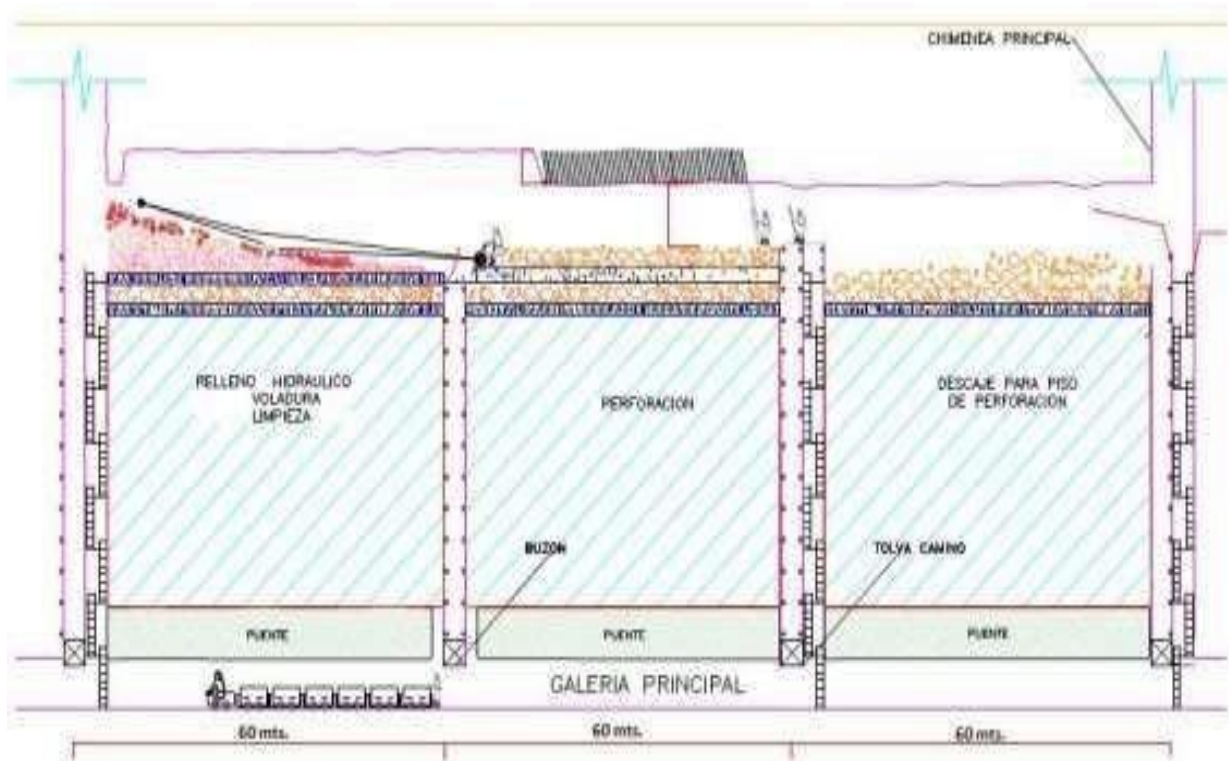 CHIMENEA PRINCIPAL
RELLENO HIDRAULICO
VOLADURA
LIMPIEZA
PERFORACION
DESCAJE PARA PISO
DE PERFORACION
BUZON
TOLVA CAMINO
PUENTE
PUENTE
PUENTE
GALERIA PRINCIPAL
60 mts.
60 mts.
60 mts.